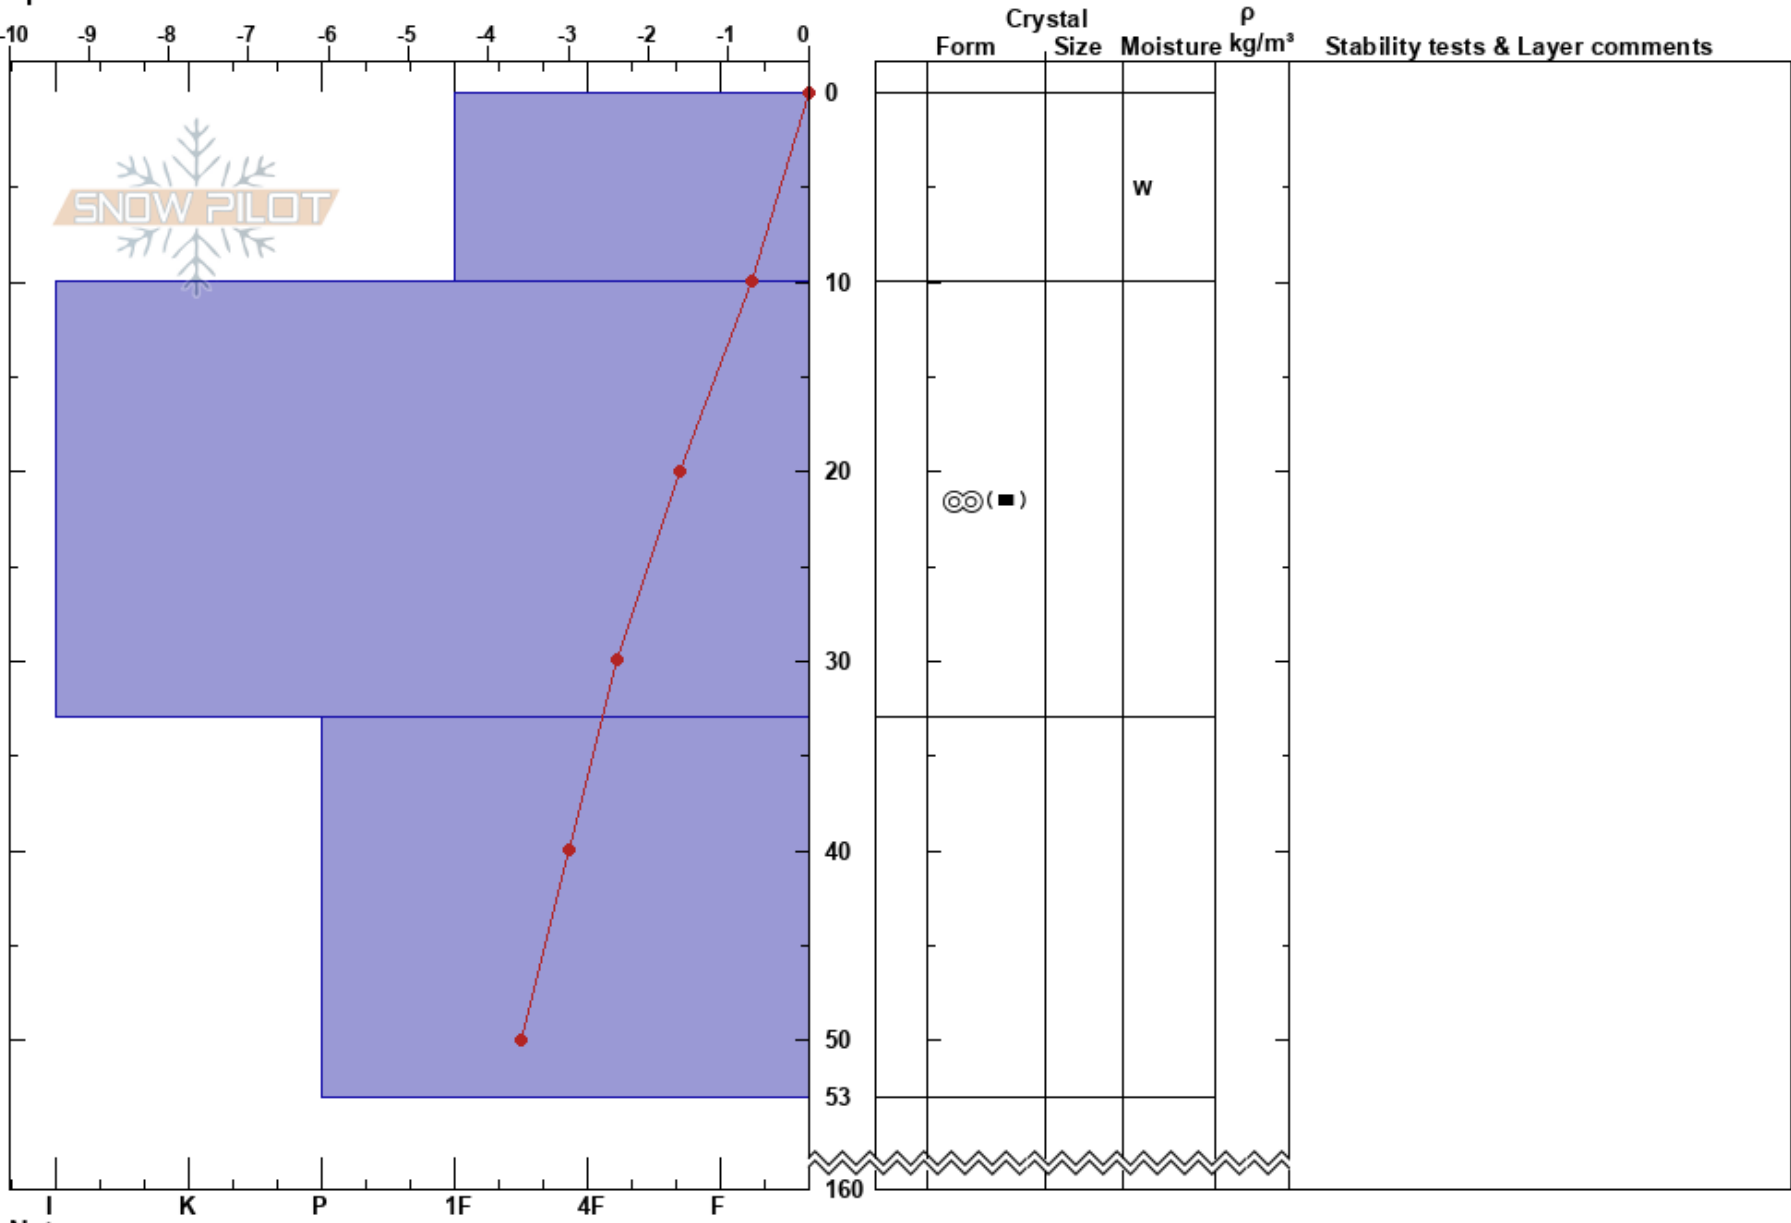 Crystal ρ
-10 -9 -8 -7 -6 -5 -4 -3 -2 -1 0 Form Size Moisture kg/m³ Stability tests & Layer comments
0
SNOW PILOT
W
10
20
( )
30
40
50
53
160
I K P 1F 4F F